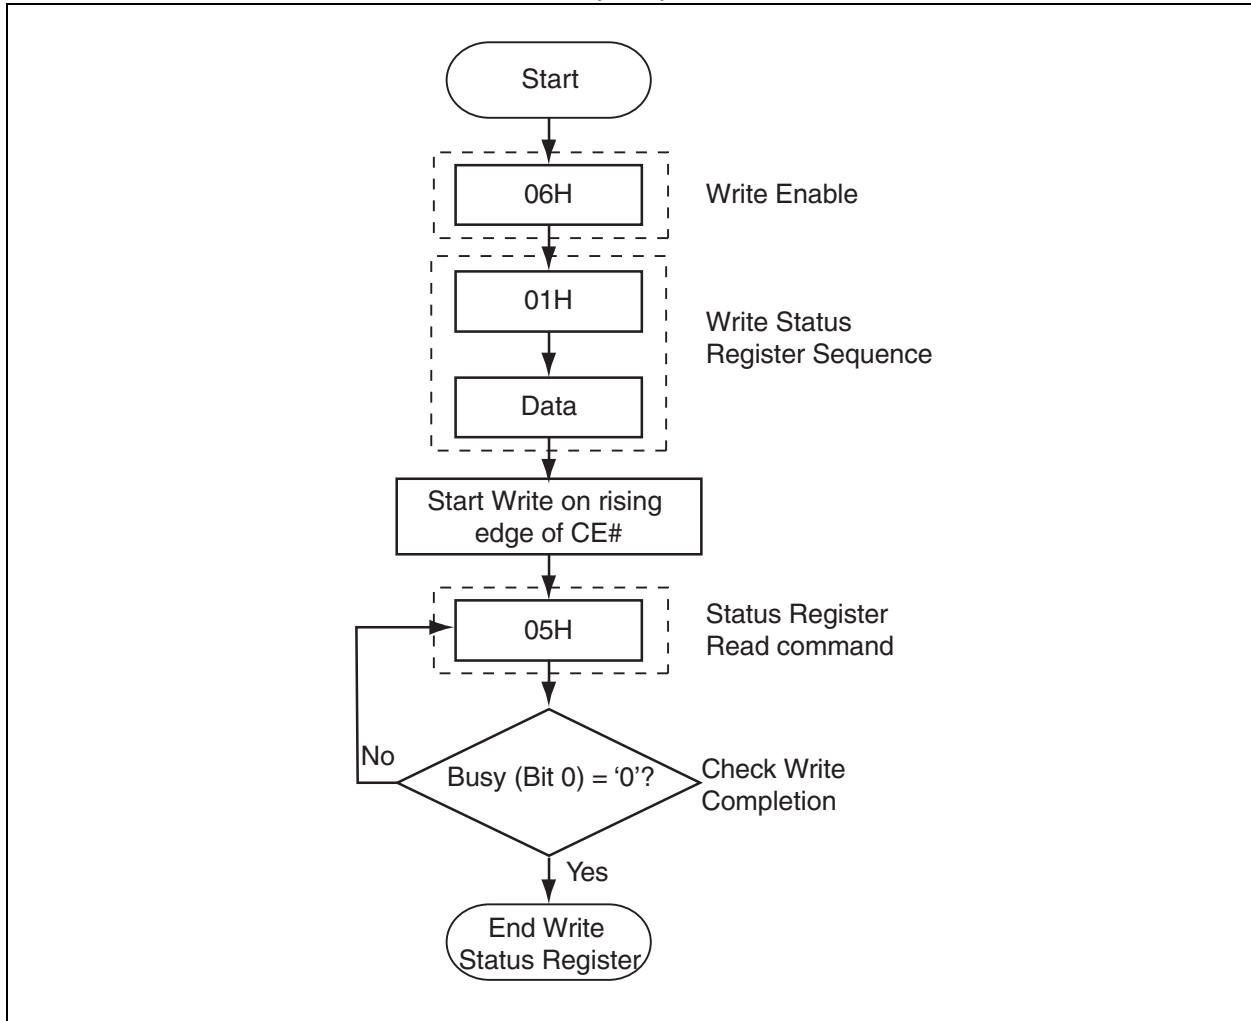 Start
06H
Write Enable
01H
Write Status
Register Sequence
Data
Start Write on rising
edge of CE#
05H
Status Register
Read command
No
Busy (Bit 0) = ‘0’?
Check Write
Completion
Yes
End Write
Status Register